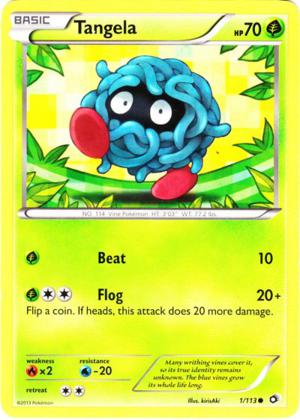 BASIC
Tangela
HP70
NO. 114 Vine Pokémon HT: 3'03" WT: 77.2 lbs.
Beat 10
Flog 20+
Flip a coin. If heads, this attack does 20 more damage.
weakness resistance
×2 -20
retreat
Many writhing vines cover it,
so its true identity remains
unknown. The blue vines grow
its whole life long.
©2013 Pokémon Illus. kirisAki 1/113